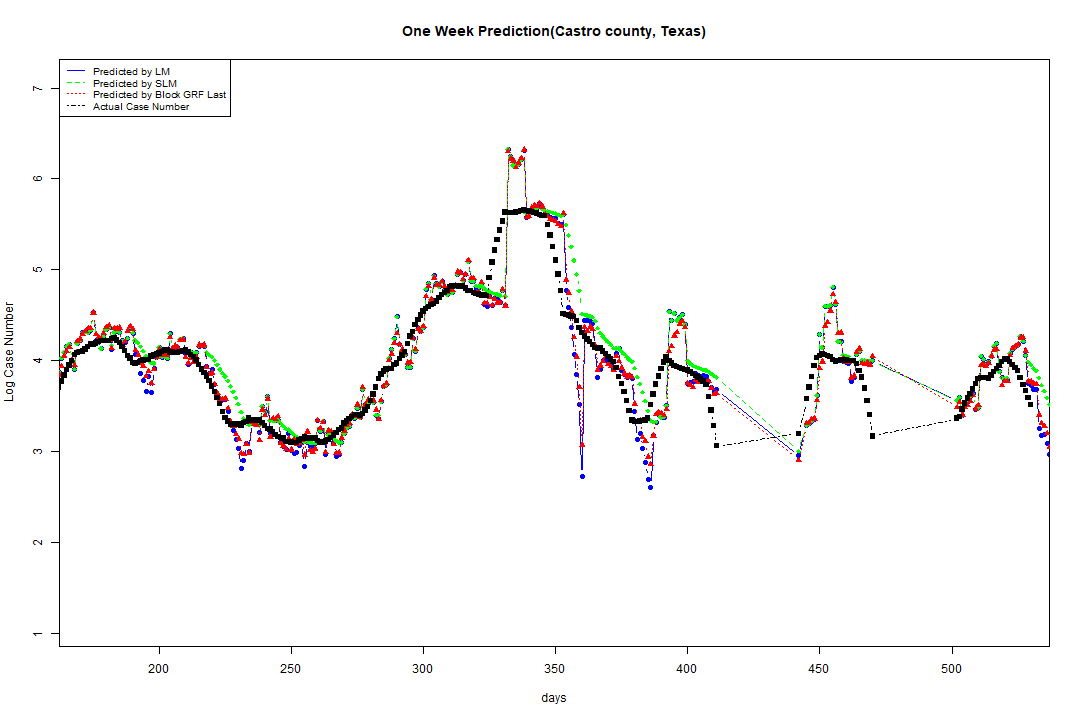 One Week Prediction(Castro county, Texas)
Predicted by LM
Predicted by SLM
Predicted by Block GRF Last
Actual Case Number
7
6
5
4
3
2
1
Log Case Number
200 250 300 350 400 450 500
days